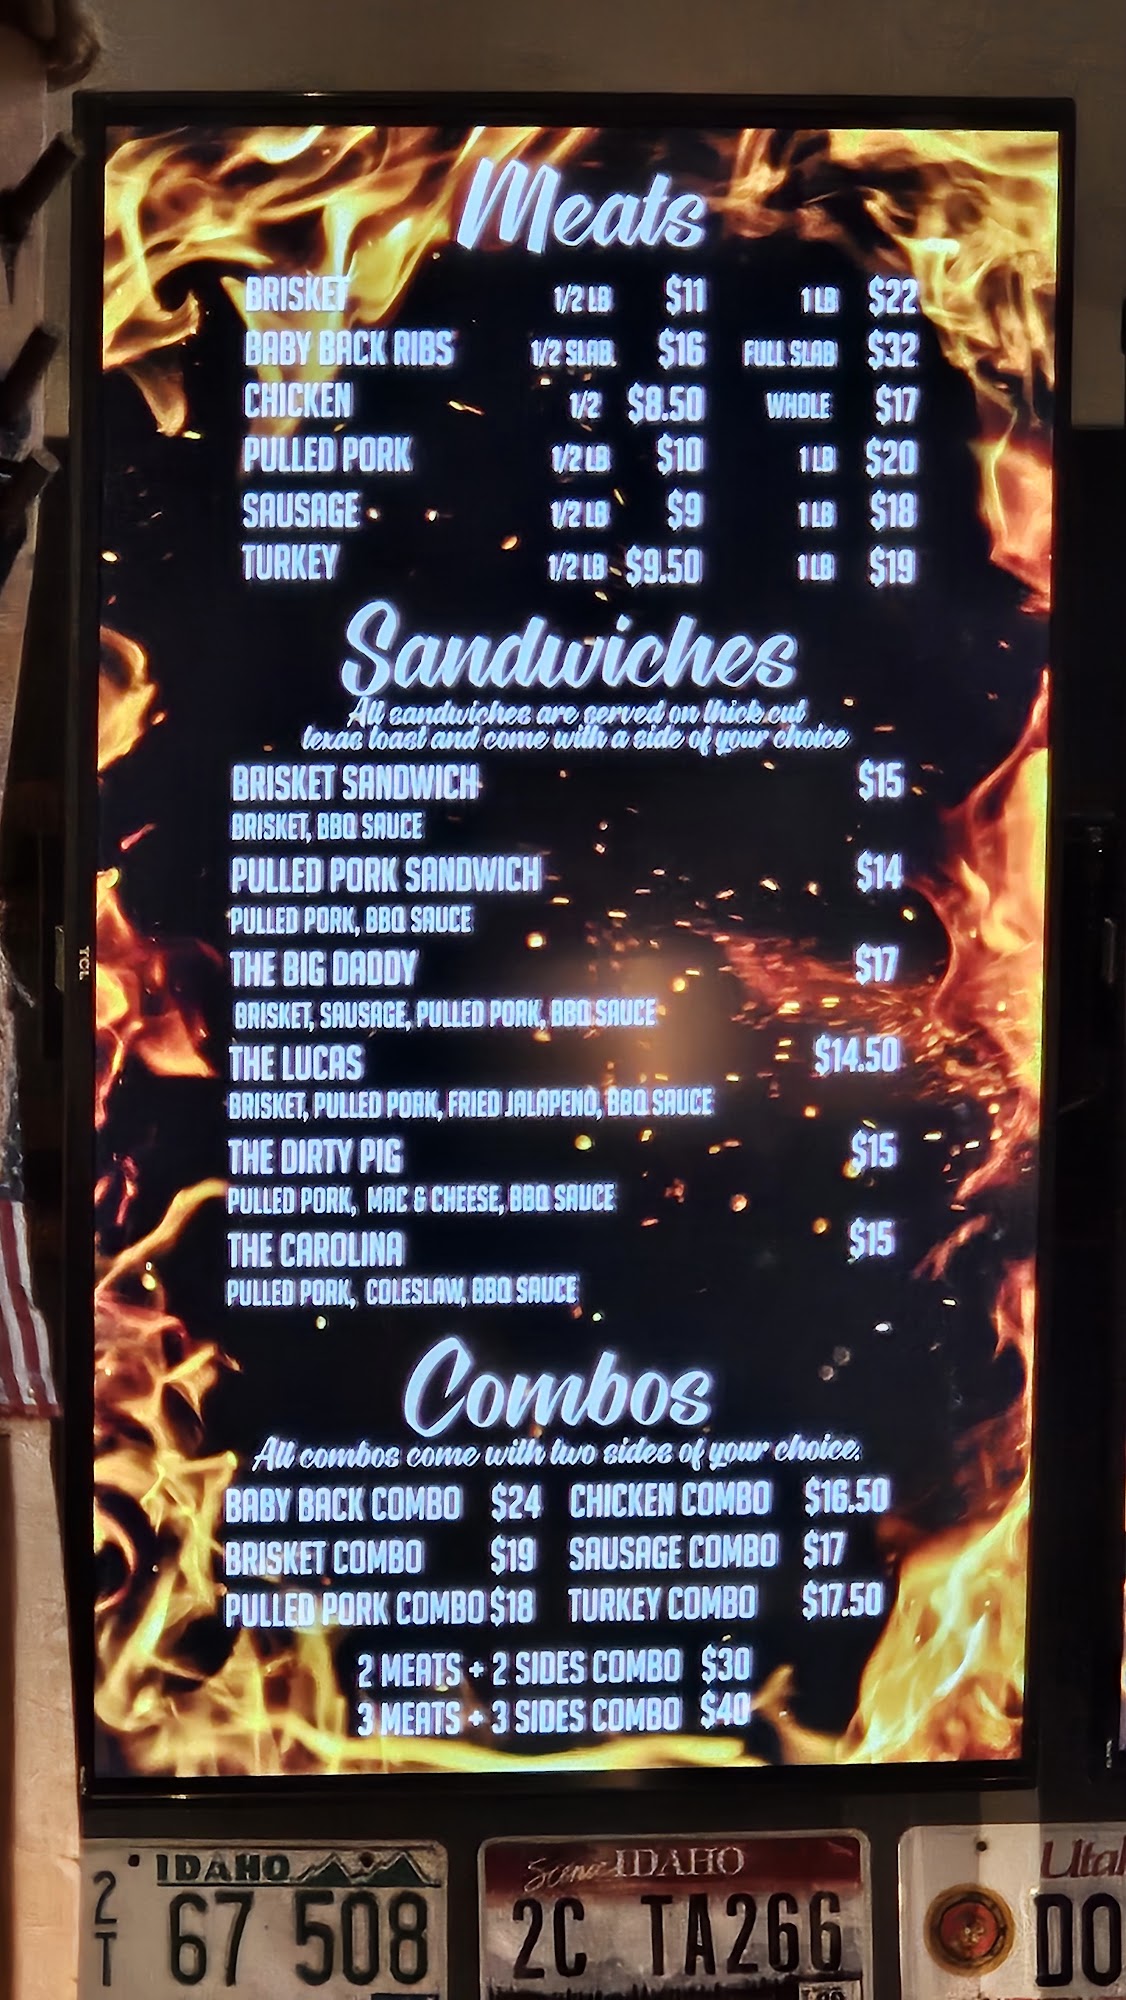 Meats
BRISKET 1/2 LB $11 1 LB $22
BABY BACK RIBS 1/2 SLAB. $16 FULL SLAB $32
CHICKEN 1/2 $8.50 WHOLE $17
PULLED PORK 1/2 LB $10 1 LB $20
SAUSAGE 1/2 LB $9 1 LB $18
TURKEY 1/2 LB $9.50 1 LB $19
Sandwiches
All sandwiches are served on thick cut
texas toast and come with a side of your choice
BRISKET SANDWICH $15
BRISKET, BBQ SAUCE
PULLED PORK SANDWICH $14
PULLED PORK, BBQ SAUCE
THE BIG DADDY $17
BRISKET, SAUSAGE, PULLED PORK, BBQ SAUCE
THE LUCAS $14.50
BRISKET, PULLED PORK, FRIED JALAPENO, BBQ SAUCE
THE DIRTY PIG $15
PULLED PORK, MAC & CHEESE, BBQ SAUCE
THE CAROLINA $15
PULLED PORK, COLESLAW, BBQ SAUCE
Combos
All combos come with two sides of your choice.
BABY BACK COMBO $24 CHICKEN COMBO $16.50
BRISKET COMBO $19 SAUSAGE COMBO $17
PULLED PORK COMBO $18 TURKEY COMBO $17.50
2 MEATS + 2 SIDES COMBO $30
3 MEATS + 3 SIDES COMBO $40
TCL
IDAHO
2T 67 508
Scenic IDAHO
2C TA266
Utah
DO